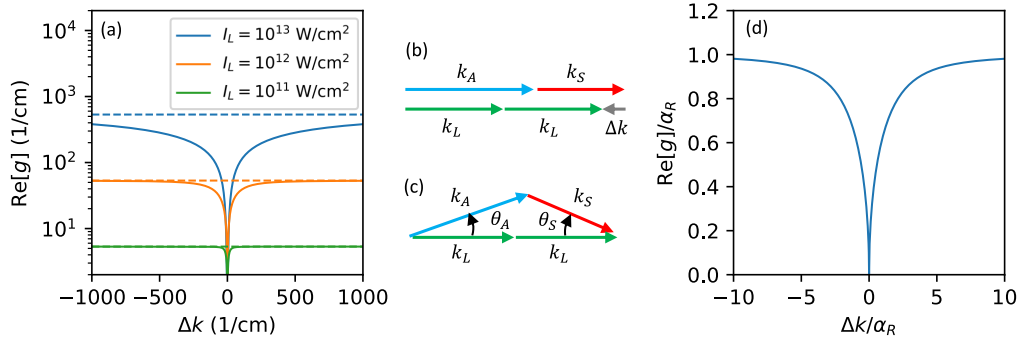 (a)
I_L = 10^13 W/cm^2
I_L = 10^12 W/cm^2
I_L = 10^11 W/cm^2
Re[g] (1/cm)
10^4
10^3
10^2
10^1
−1000 −500 0 500 1000
Δk (1/cm)
(b)
k_A k_S
k_L k_L Δk
(c)
k_A k_S
θ_A θ_S
k_L k_L
(d)
Re[g]/α_R
1.2
1.0
0.8
0.6
0.4
0.2
0.0
−10 −5 0 5 10
Δk/α_R